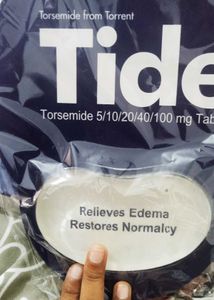 Torsemide from Torrent
Tide
Torsemide 5/10/20/40/100 mg Tab
Relieves Edema
Restores Normalcy